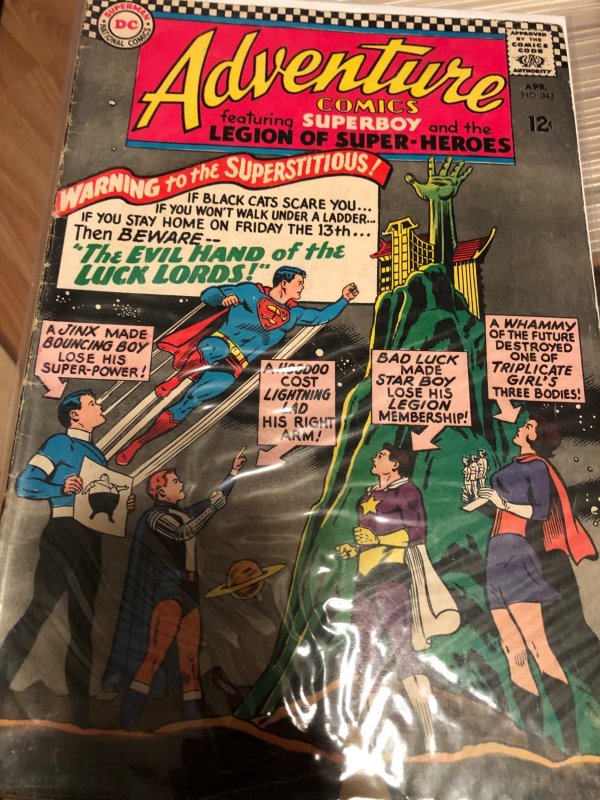 SUPERMAN
DC
NATIONAL COMICS
APPROVED
BY THE
COMICS
CODE
CA
AUTHORITY
Adventure
COMICS
APR.
NO. 343
12¢
featuring SUPERBOY and the
LEGION OF SUPER-HEROES
WARNING to the SUPERSTITIOUS!
IF BLACK CATS SCARE YOU...
IF YOU WON'T WALK UNDER A LADDER...
IF YOU STAY HOME ON FRIDAY THE 13th...
Then BEWARE--
"The EVIL HAND of the
LUCK LORDS!"
A JINX MADE
BOUNCING BOY
LOSE HIS
SUPER-POWER!
A HOODOO
COST
LIGHTNING
LAD
HIS RIGHT
ARM!
BAD LUCK
MADE
STAR BOY
LOSE HIS
LEGION
MEMBERSHIP!
A WHAMMY
OF THE FUTURE
DESTROYED
ONE OF
TRIPLICATE
GIRL'S
THREE BODIES!